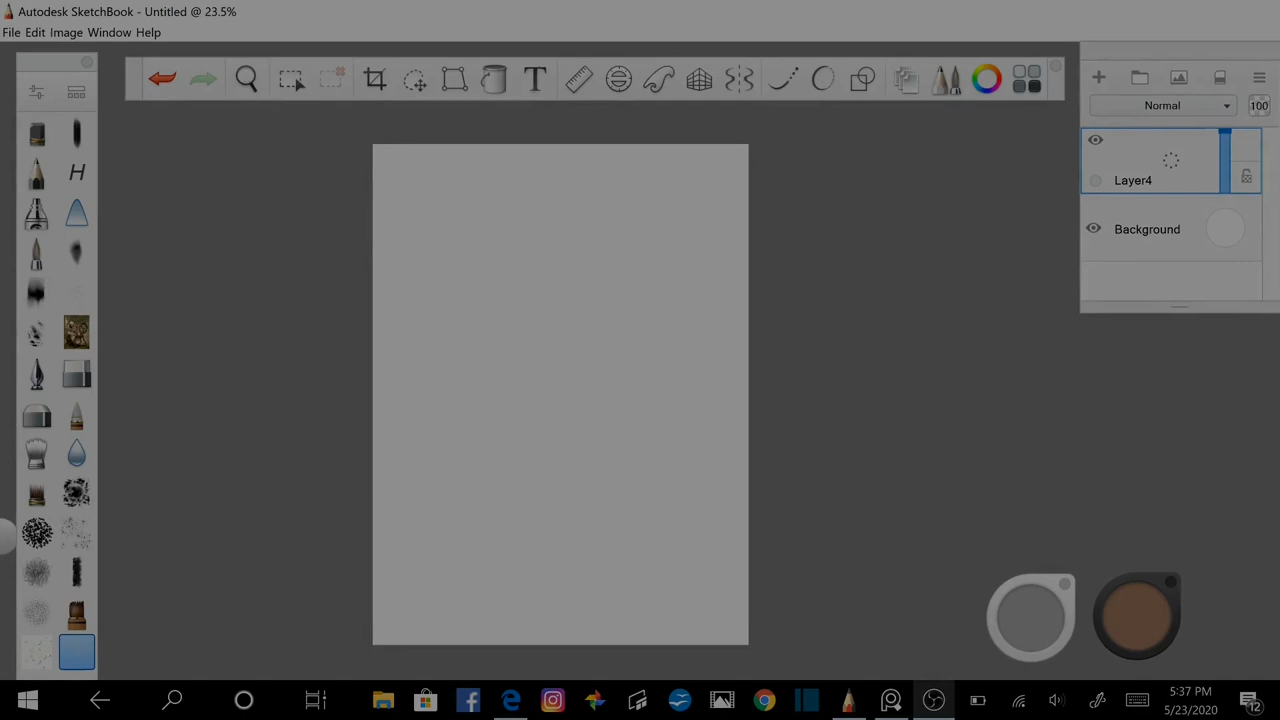 Autodesk SketchBook - Untitled @ 23.5%
File Edit Image Window Help
T
Normal
100
H
Layer4
Background
5:37 PM
5/23/2020
12